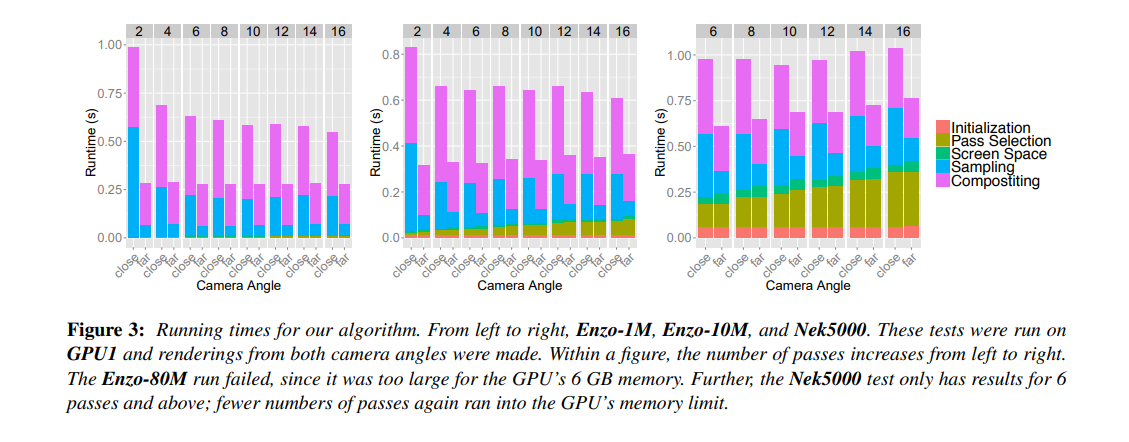 2 4 6 8 10 12 14 16
2 4 6 8 10 12 14 16
6 8 10 12 14 16
1.00
0.75
0.50
0.25
0.00
Runtime (s)
0.8
0.6
0.4
0.2
0.0
Runtime (s)
1.00
0.75
0.50
0.25
0.00
Runtime (s)
close far close far close far close far close far close far close far close far
close far close far close far close far close far close far close far close far
close far close far close far close far close far close far
Camera Angle
Camera Angle
Camera Angle
Initialization
Pass Selection
Screen Space
Sampling
Compostiting
Figure 3: Running times for our algorithm. From left to right, Enzo-1M, Enzo-10M, and Nek5000. These tests were run on
GPU1 and renderings from both camera angles were made. Within a figure, the number of passes increases from left to right.
The Enzo-80M run failed, since it was too large for the GPU's 6 GB memory. Further, the Nek5000 test only has results for 6
passes and above; fewer numbers of passes again ran into the GPU's memory limit.